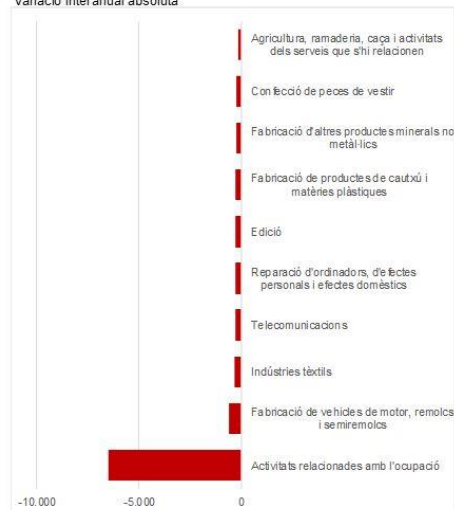 Variació interanual absoluta
Agricultura, ramaderia, caça i activitats
dels serveis que s'hi relacionen
Confecció de peces de vestir
Fabricació d'altres productes minerals no
metàl·lics
Fabricació de productes de cautxú i
matèries plàstiques
Edició
Reparació d'ordinadors, d'efectes
personals i efectes domèstics
Telecomunicacions
Indústries tèxtils
Fabricació de vehicles de motor, remolcs
i semiremolcs
Activitats relacionades amb l'ocupació
-10.000 -5.000 0